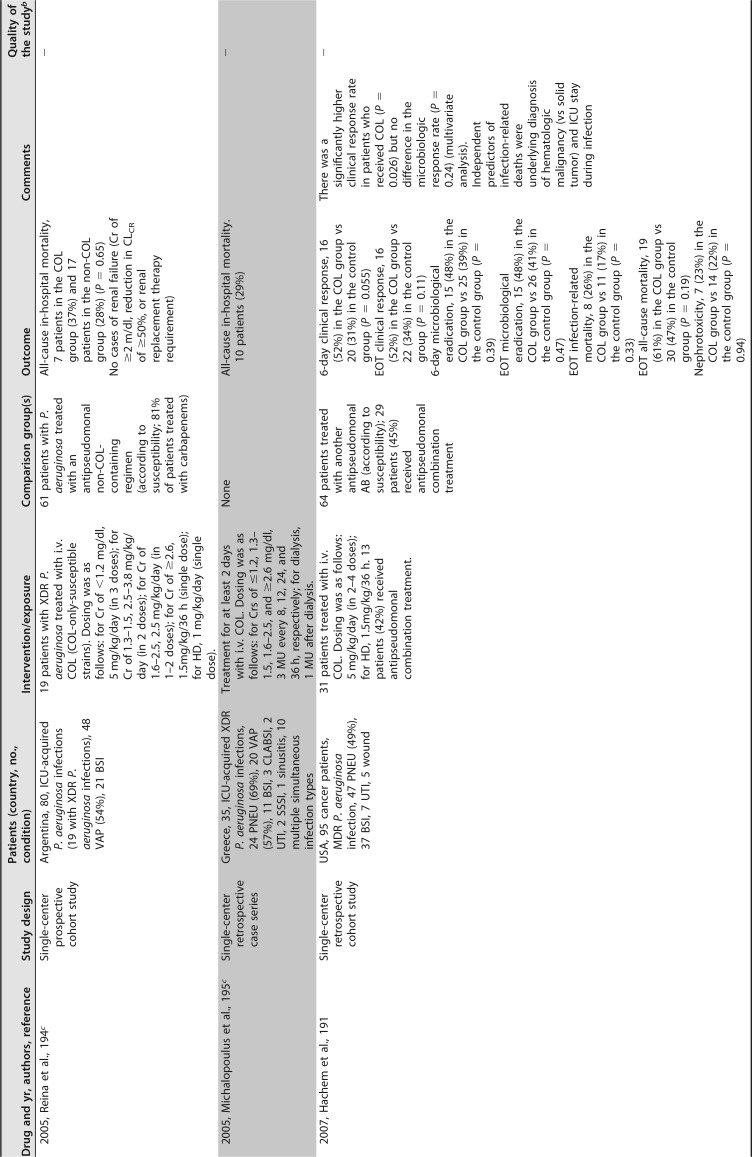 Drug and yr, authors, reference
Study design
Patients (country, no.,
condition)
Intervention/exposure
Comparison group(s)
Outcome
Comments
Quality of
the studyᵇ
2005, Reina et al., 194ᶜ
Single-center
prospective
cohort study
Argentina, 80, ICU-acquired
P. aeruginosa infections
(19 with XDR P.
aeruginosa infections), 48
VAP (54%), 21 BSI
19 patients with XDR P.
aeruginosa treated with i.v.
COL (COL-only-susceptible
strains). Dosing was as
follows: for Cr of <1.2 mg/dl,
5 mg/kg/day (in 3 doses); for
Cr of 1.3–1.5, 2.5–3.8 mg/kg/
day (in 2 doses); for Cr of
1.6–2.5, 2.5 mg/kg/day (in
1–2 doses); for Cr of ≥2.6,
1.5mg/kg/36 h (single dose);
for HD, 1 mg/kg/day (single
dose).
61 patients with P.
aeruginosa treated
with an
antipseudomonal
non-COL-
containing
regimen
(according to
susceptibility; 81%
of patients treated
with carbapenems)
All-cause in-hospital mortality,
7 patients in the COL
group (37%) and 17
patients in the non-COL
group (28%) (P = 0.65)
No cases of renal failure (Cr of
≥2 m/dl, reduction in CLCR
of ≥50%, or renal
replacement therapy
requirement)
–
2005, Michalopoulus et al., 195ᶜ
Single-center
retrospective
case series
Greece, 35, ICU-acquired XDR
P. aeruginosa infections,
24 PNEU (69%), 20 VAP
(57%), 11 BSI, 3 CLABSI, 2
UTI, 2 SSSI, 1 sinusitis, 10
multiple simultaneous
infection types
Treatment for at least 2 days
with i.v. COL. Dosing was as
follows: for Crs of ≤1.2, 1.3–
1.5, 1.6–2.5, and ≥2.6 mg/dl,
3 MU every 8, 12, 24, and
36 h, respectively; for dialysis,
1 MU after dialysis.
None
All-cause in-hospital mortality.
10 patients (29%)
–
2007, Hachem et al., 191
Single-center
retrospective
cohort study
USA, 95 cancer patients,
MDR P. aeruginosa
infection, 47 PNEU (49%),
37 BSI, 7 UTI, 5 wound
31 patients treated with i.v.
COL. Dosing was as follows:
5 mg/kg/day (in 2–4 doses);
for HD, 1.5mg/kg/36 h. 13
patients (42%) received
antipseudomonal
combination treatment.
64 patients treated
with another
antipseudomonal
AB (according to
susceptibility); 29
patients (45%)
received
antipseudomonal
combination
treatment
6-day clinical response, 16
(52%) in the COL group vs
20 (31%) in the control
group (P = 0.055)
EOT clinical response, 16
(52%) in the COL group vs
22 (34%) in the control
group (P = 0.11)
6-day microbiological
eradication, 15 (48%) in the
COL group vs 25 (39%) in
the control group (P =
0.39)
EOT microbiological
eradication, 15 (48%) in the
COL group vs 26 (41%) in
the control group (P =
0.47)
EOT infection-related
mortality, 8 (26%) in the
COL group vs 11 (17%) in
the control group (P =
0.33)
EOT all-cause mortality, 19
(61%) in the COL group vs
30 (47%) in the control
group (P = 0.19)
Nephrotoxicity, 7 (23%) in the
COL group vs 14 (22%) in
the control group (P =
0.94)
There was a
significantly higher
clinical response rate
in patients who
received COL (P =
0.026) but no
difference in the
microbiologic
response rate (P =
0.24) (multivariate
analysis).
Independent
predictors of
infection-related
deaths were
underlying diagnosis
of hematologic
malignancy (vs solid
tumor) and ICU stay
during infection
–